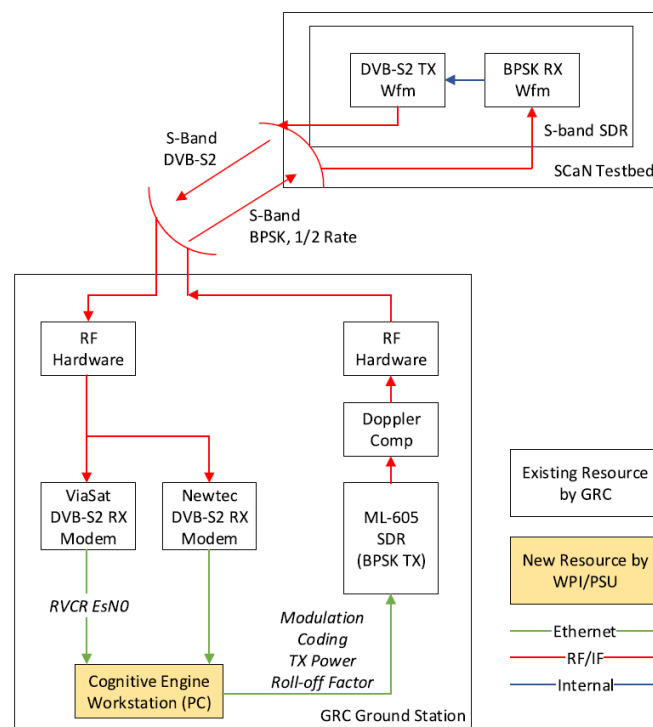 DVB-S2 TX
Wfm
BPSK RX
Wfm
S-band SDR
SCaN Testbed
S-Band
DVB-S2
S-Band
BPSK, 1/2 Rate
RF
Hardware
RF
Hardware
Doppler
Comp
ViaSat
DVB-S2 RX
Modem
Newtec
DVB-S2 RX
Modem
ML-605
SDR
(BPSK TX)
RVCR EsN0
Modulation
Coding
TX Power
Roll-off Factor
Cognitive Engine
Workstation (PC)
GRC Ground Station
Existing Resource
by GRC
New Resource by
WPI/PSU
Ethernet
RF/IF
Internal